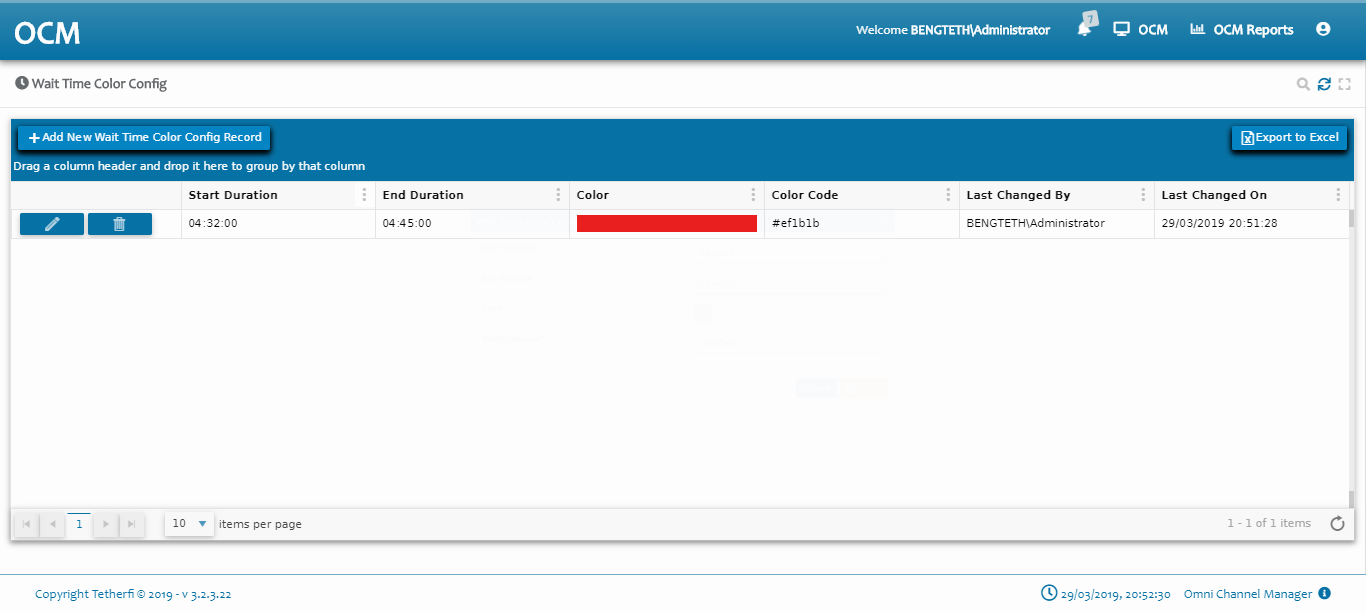 OCM
Welcome BENGTETH\Administrator
7
OCM
OCM Reports
Wait Time Color Config
Add New Wait Time Color Config Record
Export to Excel
Drag a column header and drop it here to group by that column
Start Duration
End Duration
Color
Color Code
Last Changed By
Last Changed On
04:32:00
04:45:00
#ef1b1b
BENGTETH\Administrator
29/03/2019 20:51:28
1
10
items per page
1 - 1 of 1 items
Copyright Tetherfi © 2019 - v 3.2.3.22
29/03/2019, 20:52:30
Omni Channel Manager